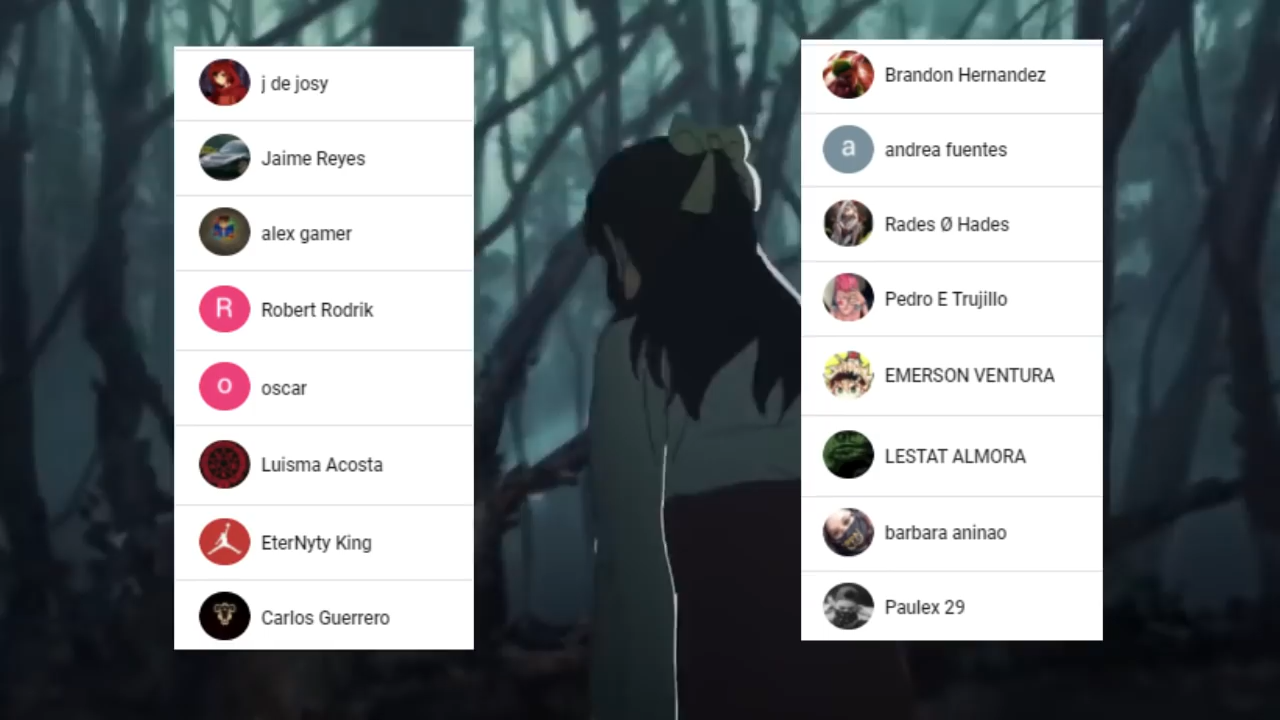 j de josy
Jaime Reyes
alex gamer
R
Robert Rodrik
o
oscar
Luisma Acosta
EterNyty King
Carlos Guerrero
Brandon Hernandez
a
andrea fuentes
Rades Ø Hades
Pedro E Trujillo
EMERSON VENTURA
LESTAT ALMORA
barbara aninao
Paulex 29